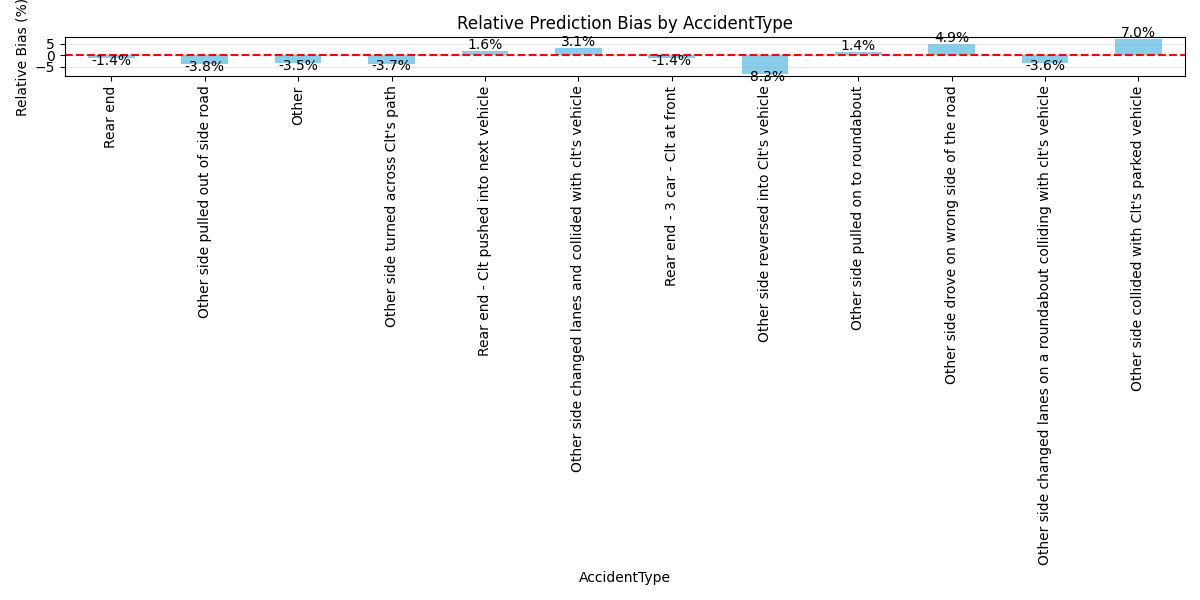 Relative Prediction Bias by AccidentType
Relative Bias (%)
5
0
−5
-1.4%
-3.8%
-3.5%
-3.7%
1.6%
3.1%
-1.4%
-8.3%
1.4%
4.9%
-3.6%
7.0%
Rear end
Other side pulled out of side road
Other
Other side turned across Clt's path
Rear end - Clt pushed into next vehicle
Other side changed lanes and collided with clt's vehicle
Rear end - 3 car - Clt at front
Other side reversed into Clt's vehicle
Other side pulled on to roundabout
Other side drove on wrong side of the road
Other side changed lanes on a roundabout colliding with clt's vehicle
Other side collided with Clt's parked vehicle
AccidentType